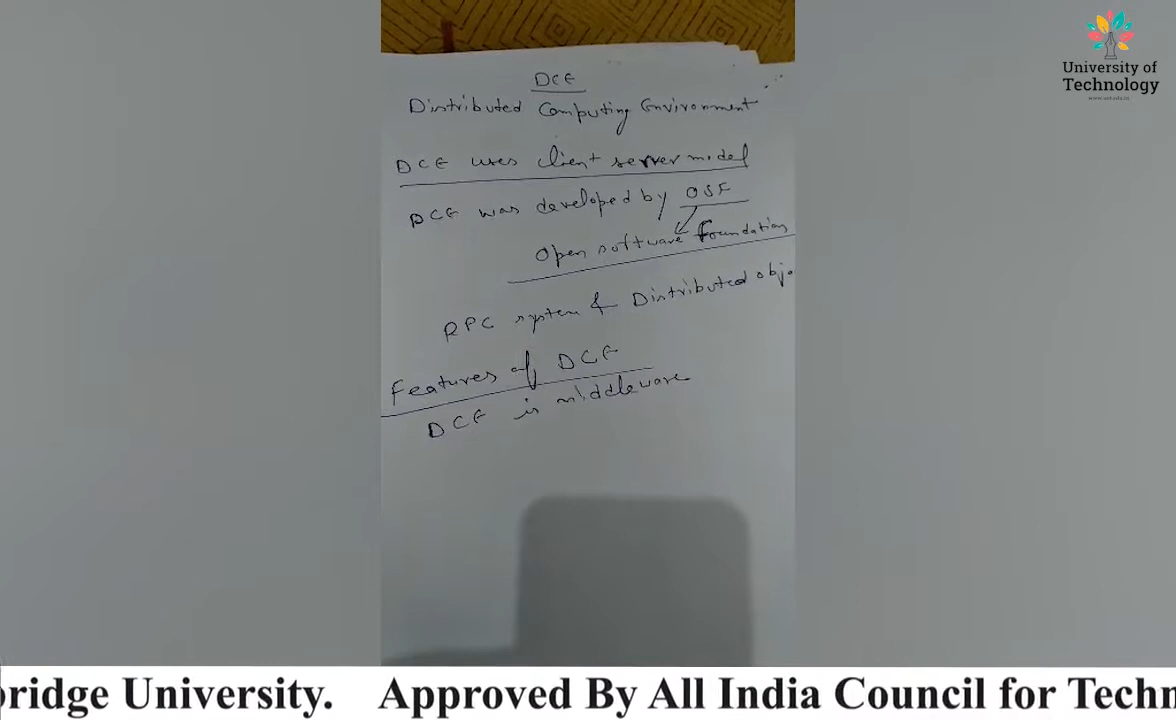 University of
Technology
DCE
Distributed Computing Environment
DCE uses client server model
DCE was developed by OSF
Open software Foundation
RPC system & Distributed obje
Features of DCE
DCE is middleware
bridge University. Approved By All India Council for Techn